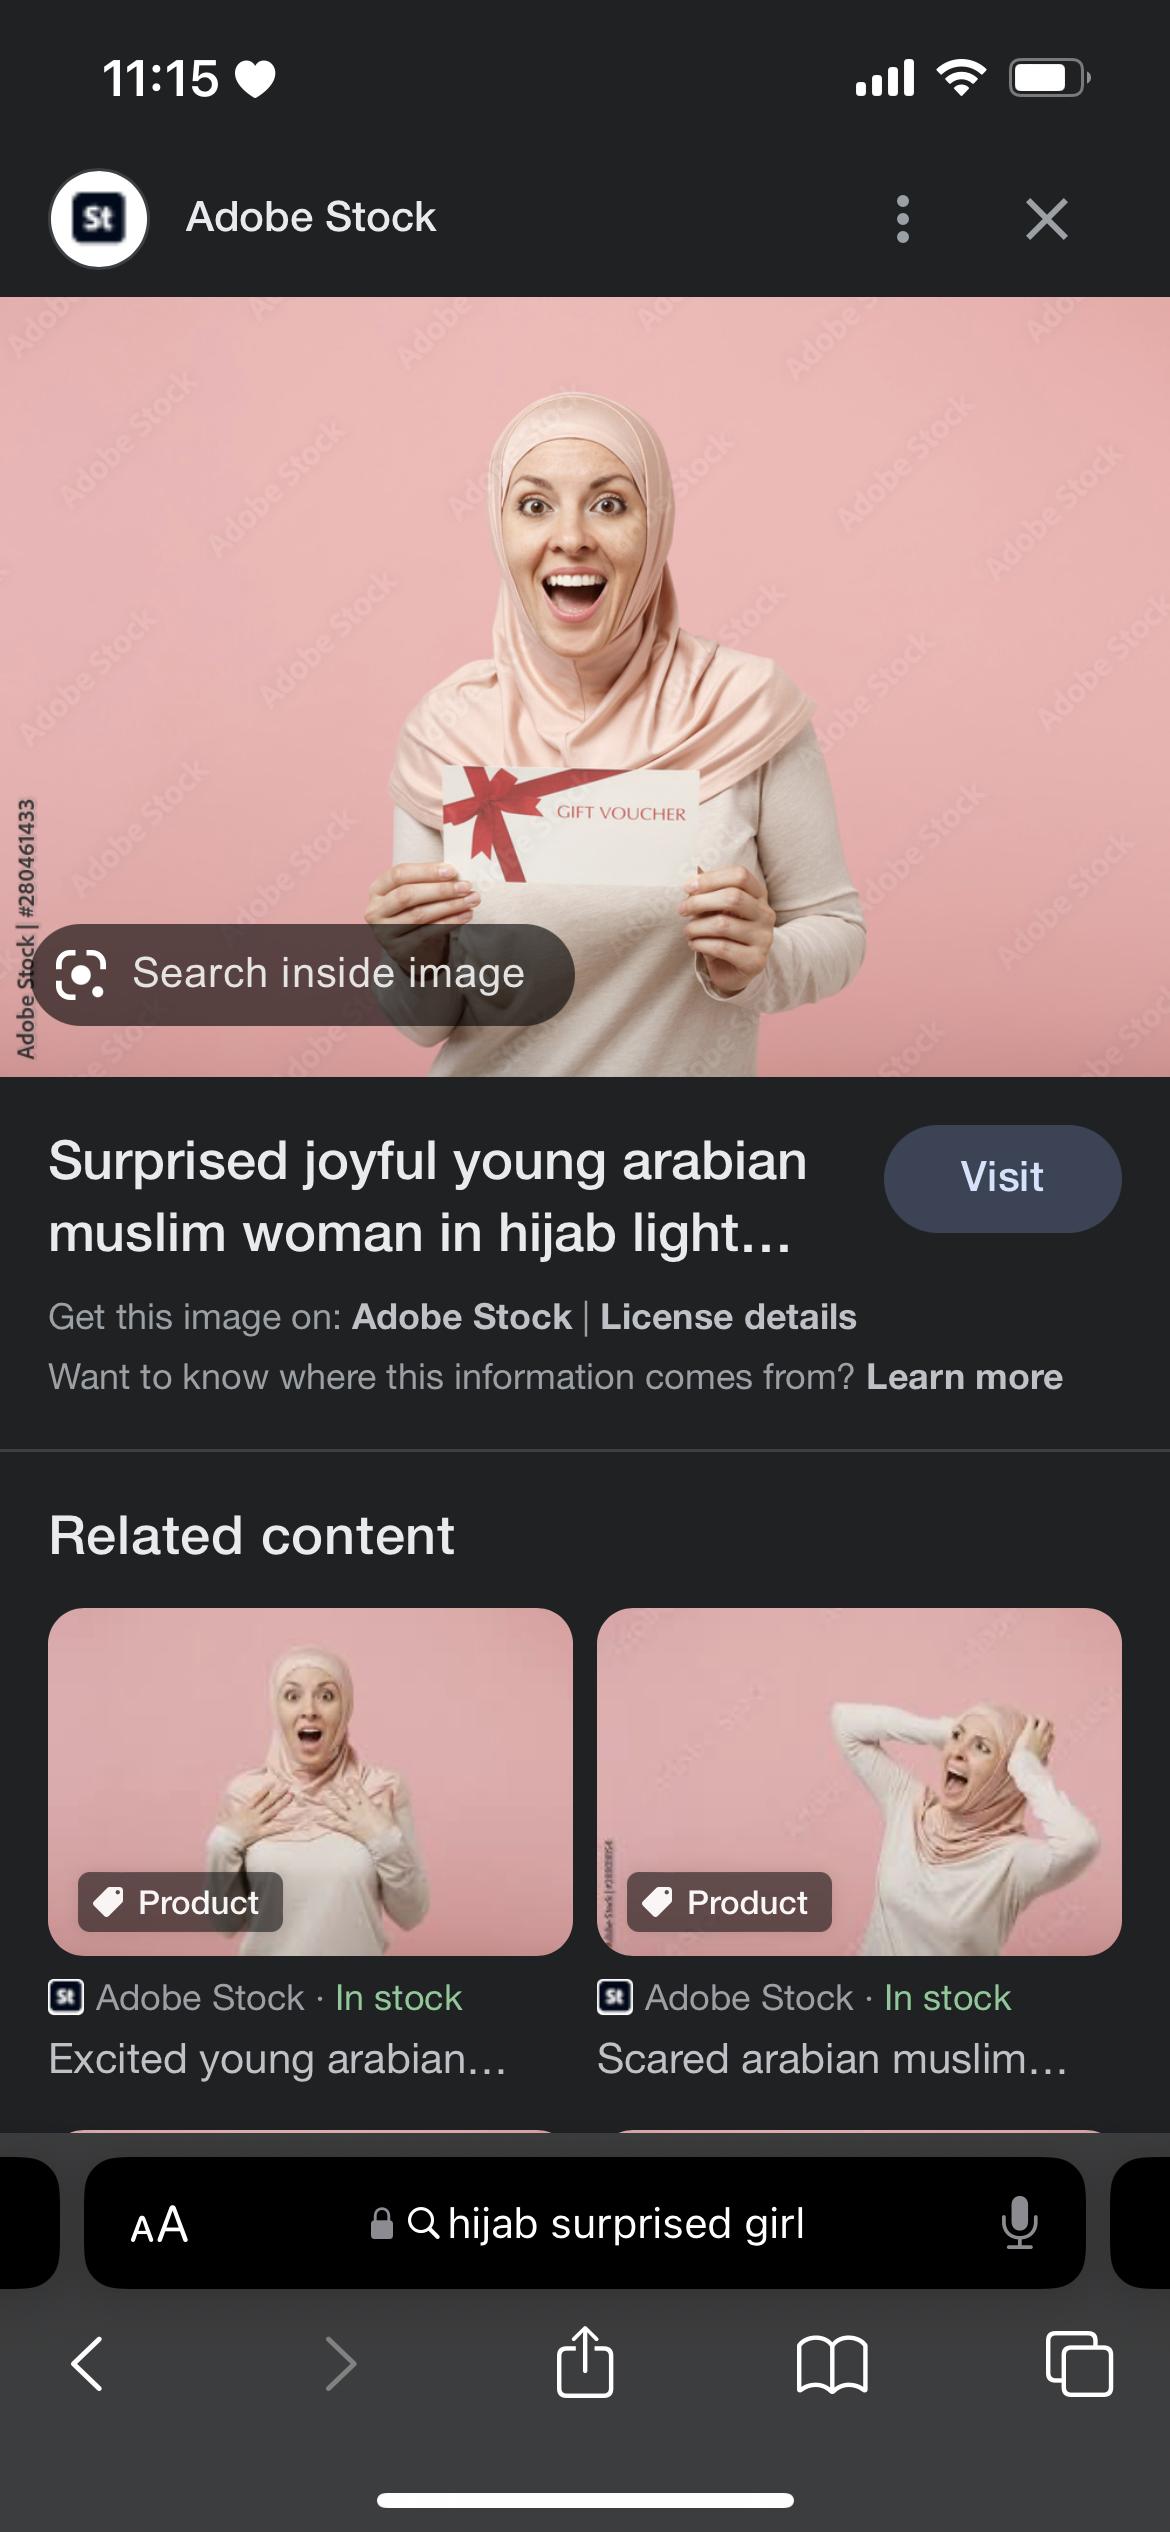 11:15
St
Adobe Stock
GIFT VOUCHER
Adobe Stock | #280461433
Search inside image
Surprised joyful young arabian
muslim woman in hijab light...
Visit
Get this image on: Adobe Stock | License details
Want to know where this information comes from? Learn more
Related content
Product
Product
St Adobe Stock · In stock
St Adobe Stock · In stock
Excited young arabian...
Scared arabian muslim...
AA
hijab surprised girl